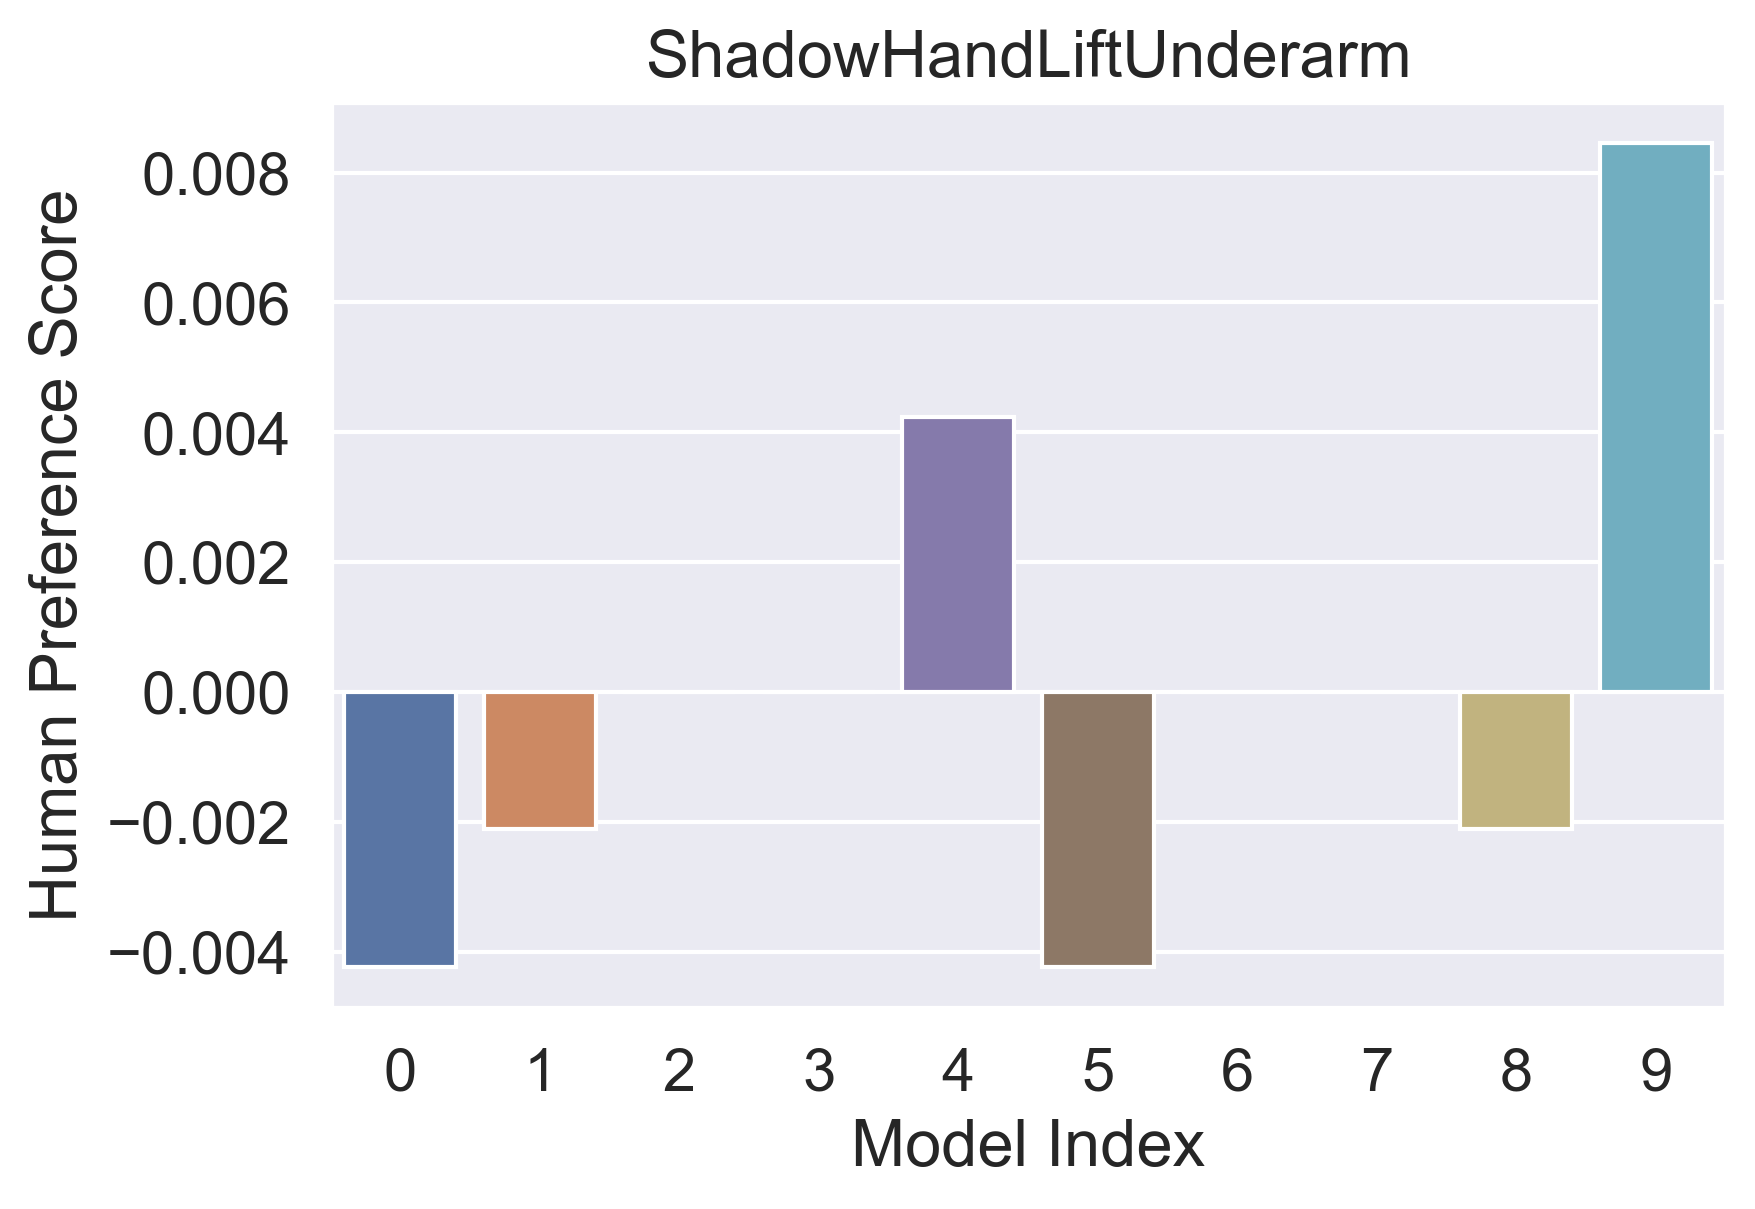 ShadowHandLiftUnderarm
Human Preference Score
0.008
0.006
0.004
0.002
0.000
−0.002
−0.004
0 1 2 3 4 5 6 7 8 9
Model Index